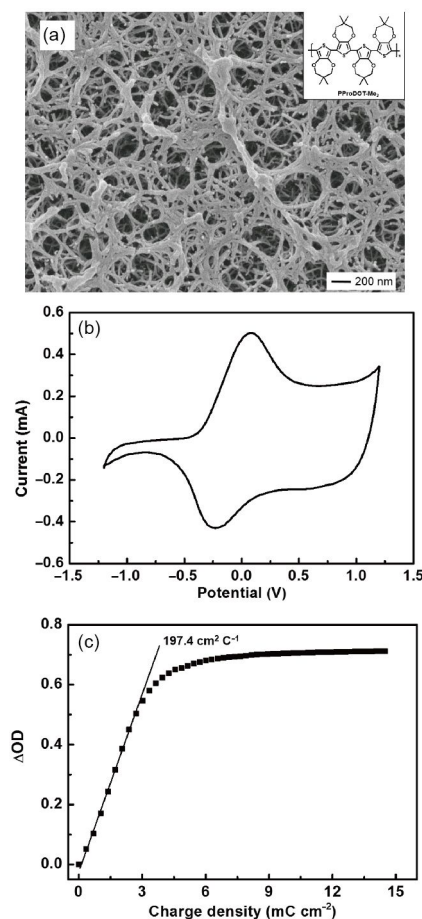 (a)
O O O O
S S S S
O O O O
PProDOT-Me₂
200 nm
(b)
0.6
0.4
0.2
0.0
−0.2
−0.4
−0.6
Current (mA)
−1.5 −1.0 −0.5 0.0 0.5 1.0 1.5
Potential (V)
(c)
197.4 cm² C⁻¹
0.8
0.6
0.4
0.2
0.0
ΔOD
0 3 6 9 12 15
Charge density (mC cm⁻²)